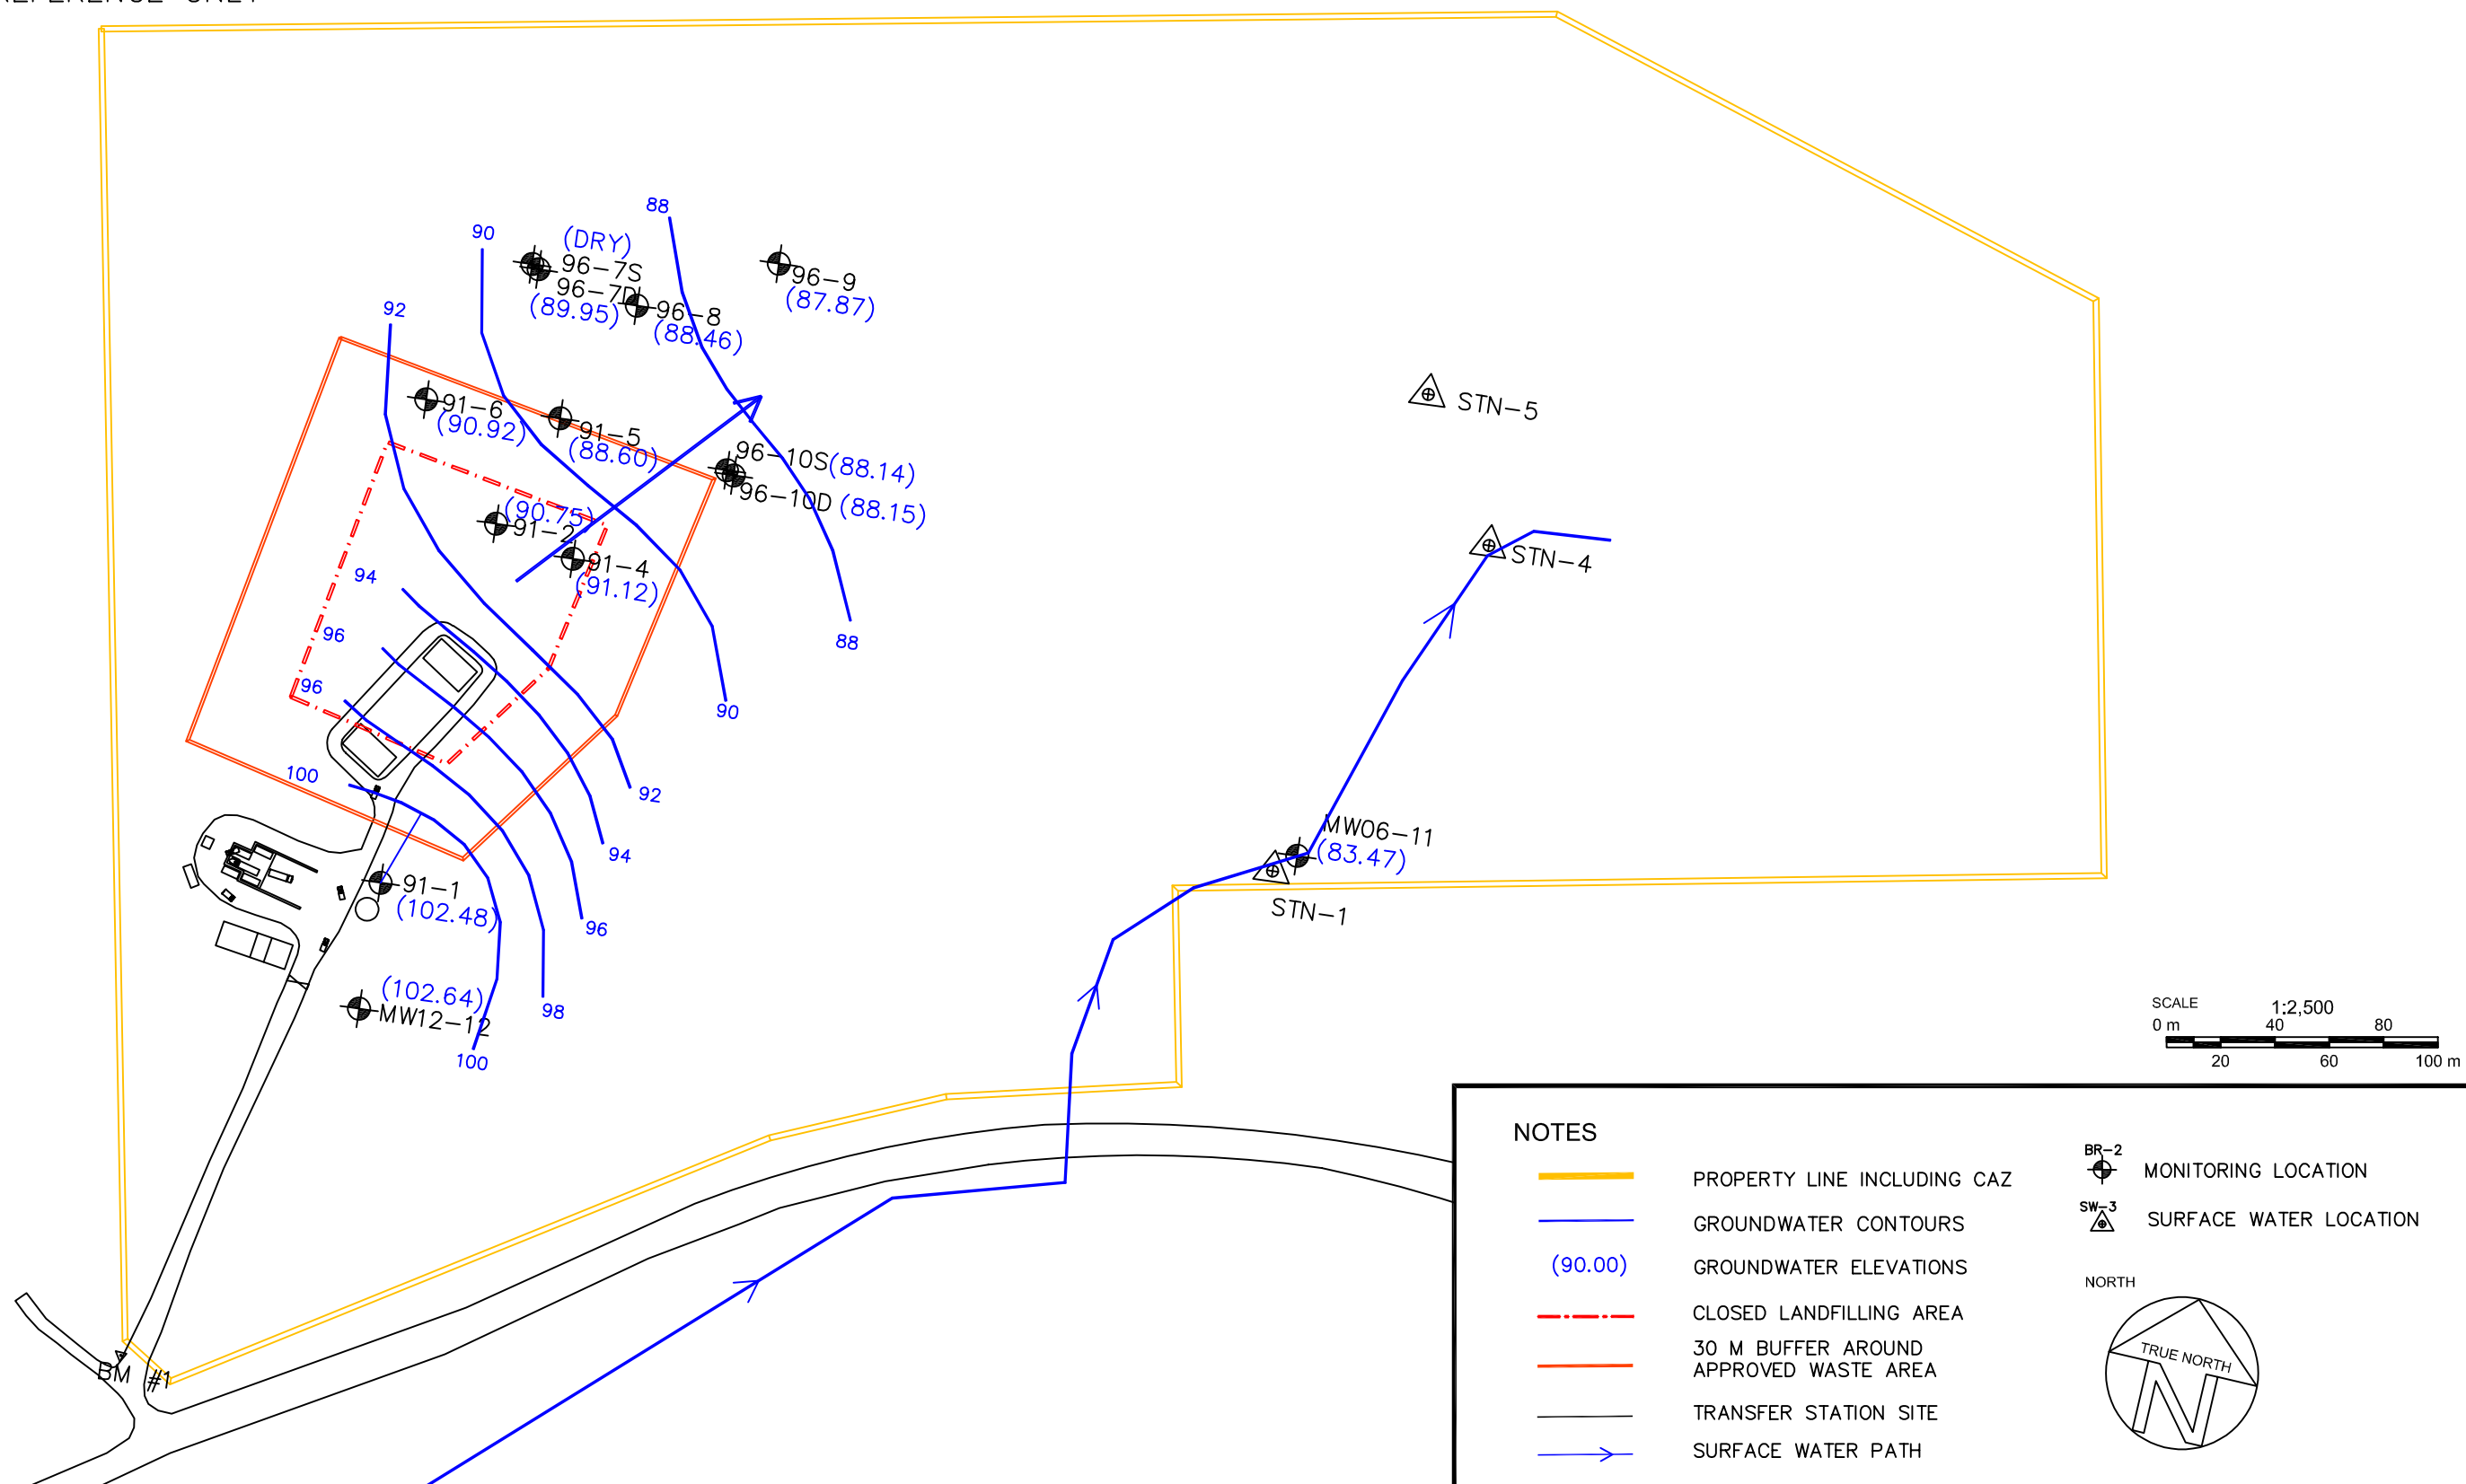 REFERENCE ONLY
88
90
(DRY)
96-7S
96-7D
(89.95)
96-8
(88.46)
96-9
(87.87)
92
91-6
(90.92)
91-5
(88.60)
96-10S(88.14)
96-10D (88.15)
(90.75)
91-2
91-4
(91.12)
STN-5
STN-4
94
96
96
100
88
90
92
94
96
98
100
91-1
(102.48)
(102.64)
MW12-12
MW06-11
(83.47)
STN-1
BM #1
SCALE 1:2,500
0 m 40 80
20 60 100 m
NOTES
PROPERTY LINE INCLUDING CAZ
GROUNDWATER CONTOURS
(90.00) GROUNDWATER ELEVATIONS
CLOSED LANDFILLING AREA
30 M BUFFER AROUND
APPROVED WASTE AREA
TRANSFER STATION SITE
SURFACE WATER PATH
BR-2
MONITORING LOCATION
SW-3
SURFACE WATER LOCATION
NORTH
TRUE NORTH
N